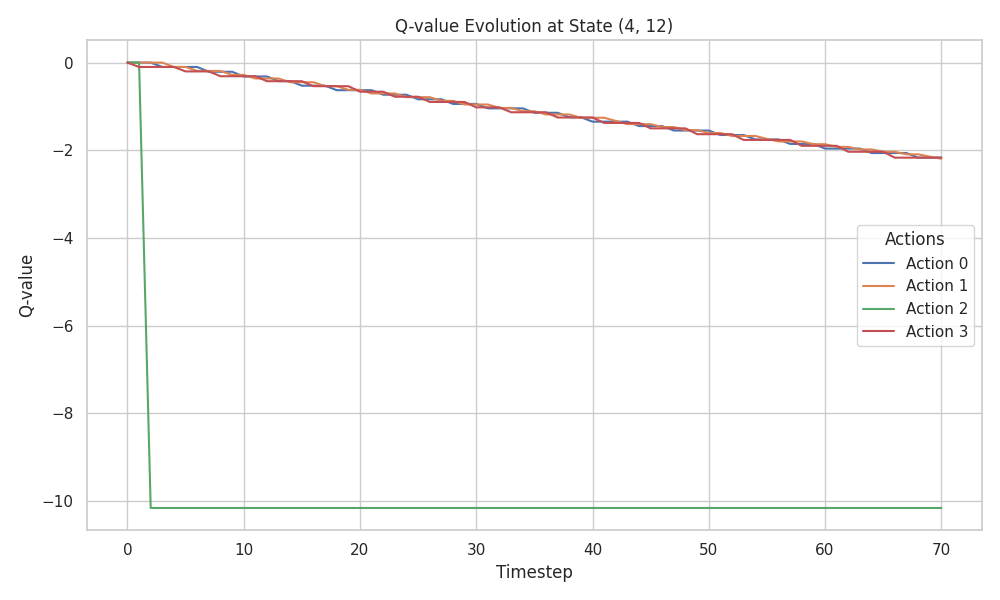 Q-value Evolution at State (4, 12)
Q-value
0
−2
−4
−6
−8
−10
Actions
Action 0
Action 1
Action 2
Action 3
0 10 20 30 40 50 60 70
Timestep